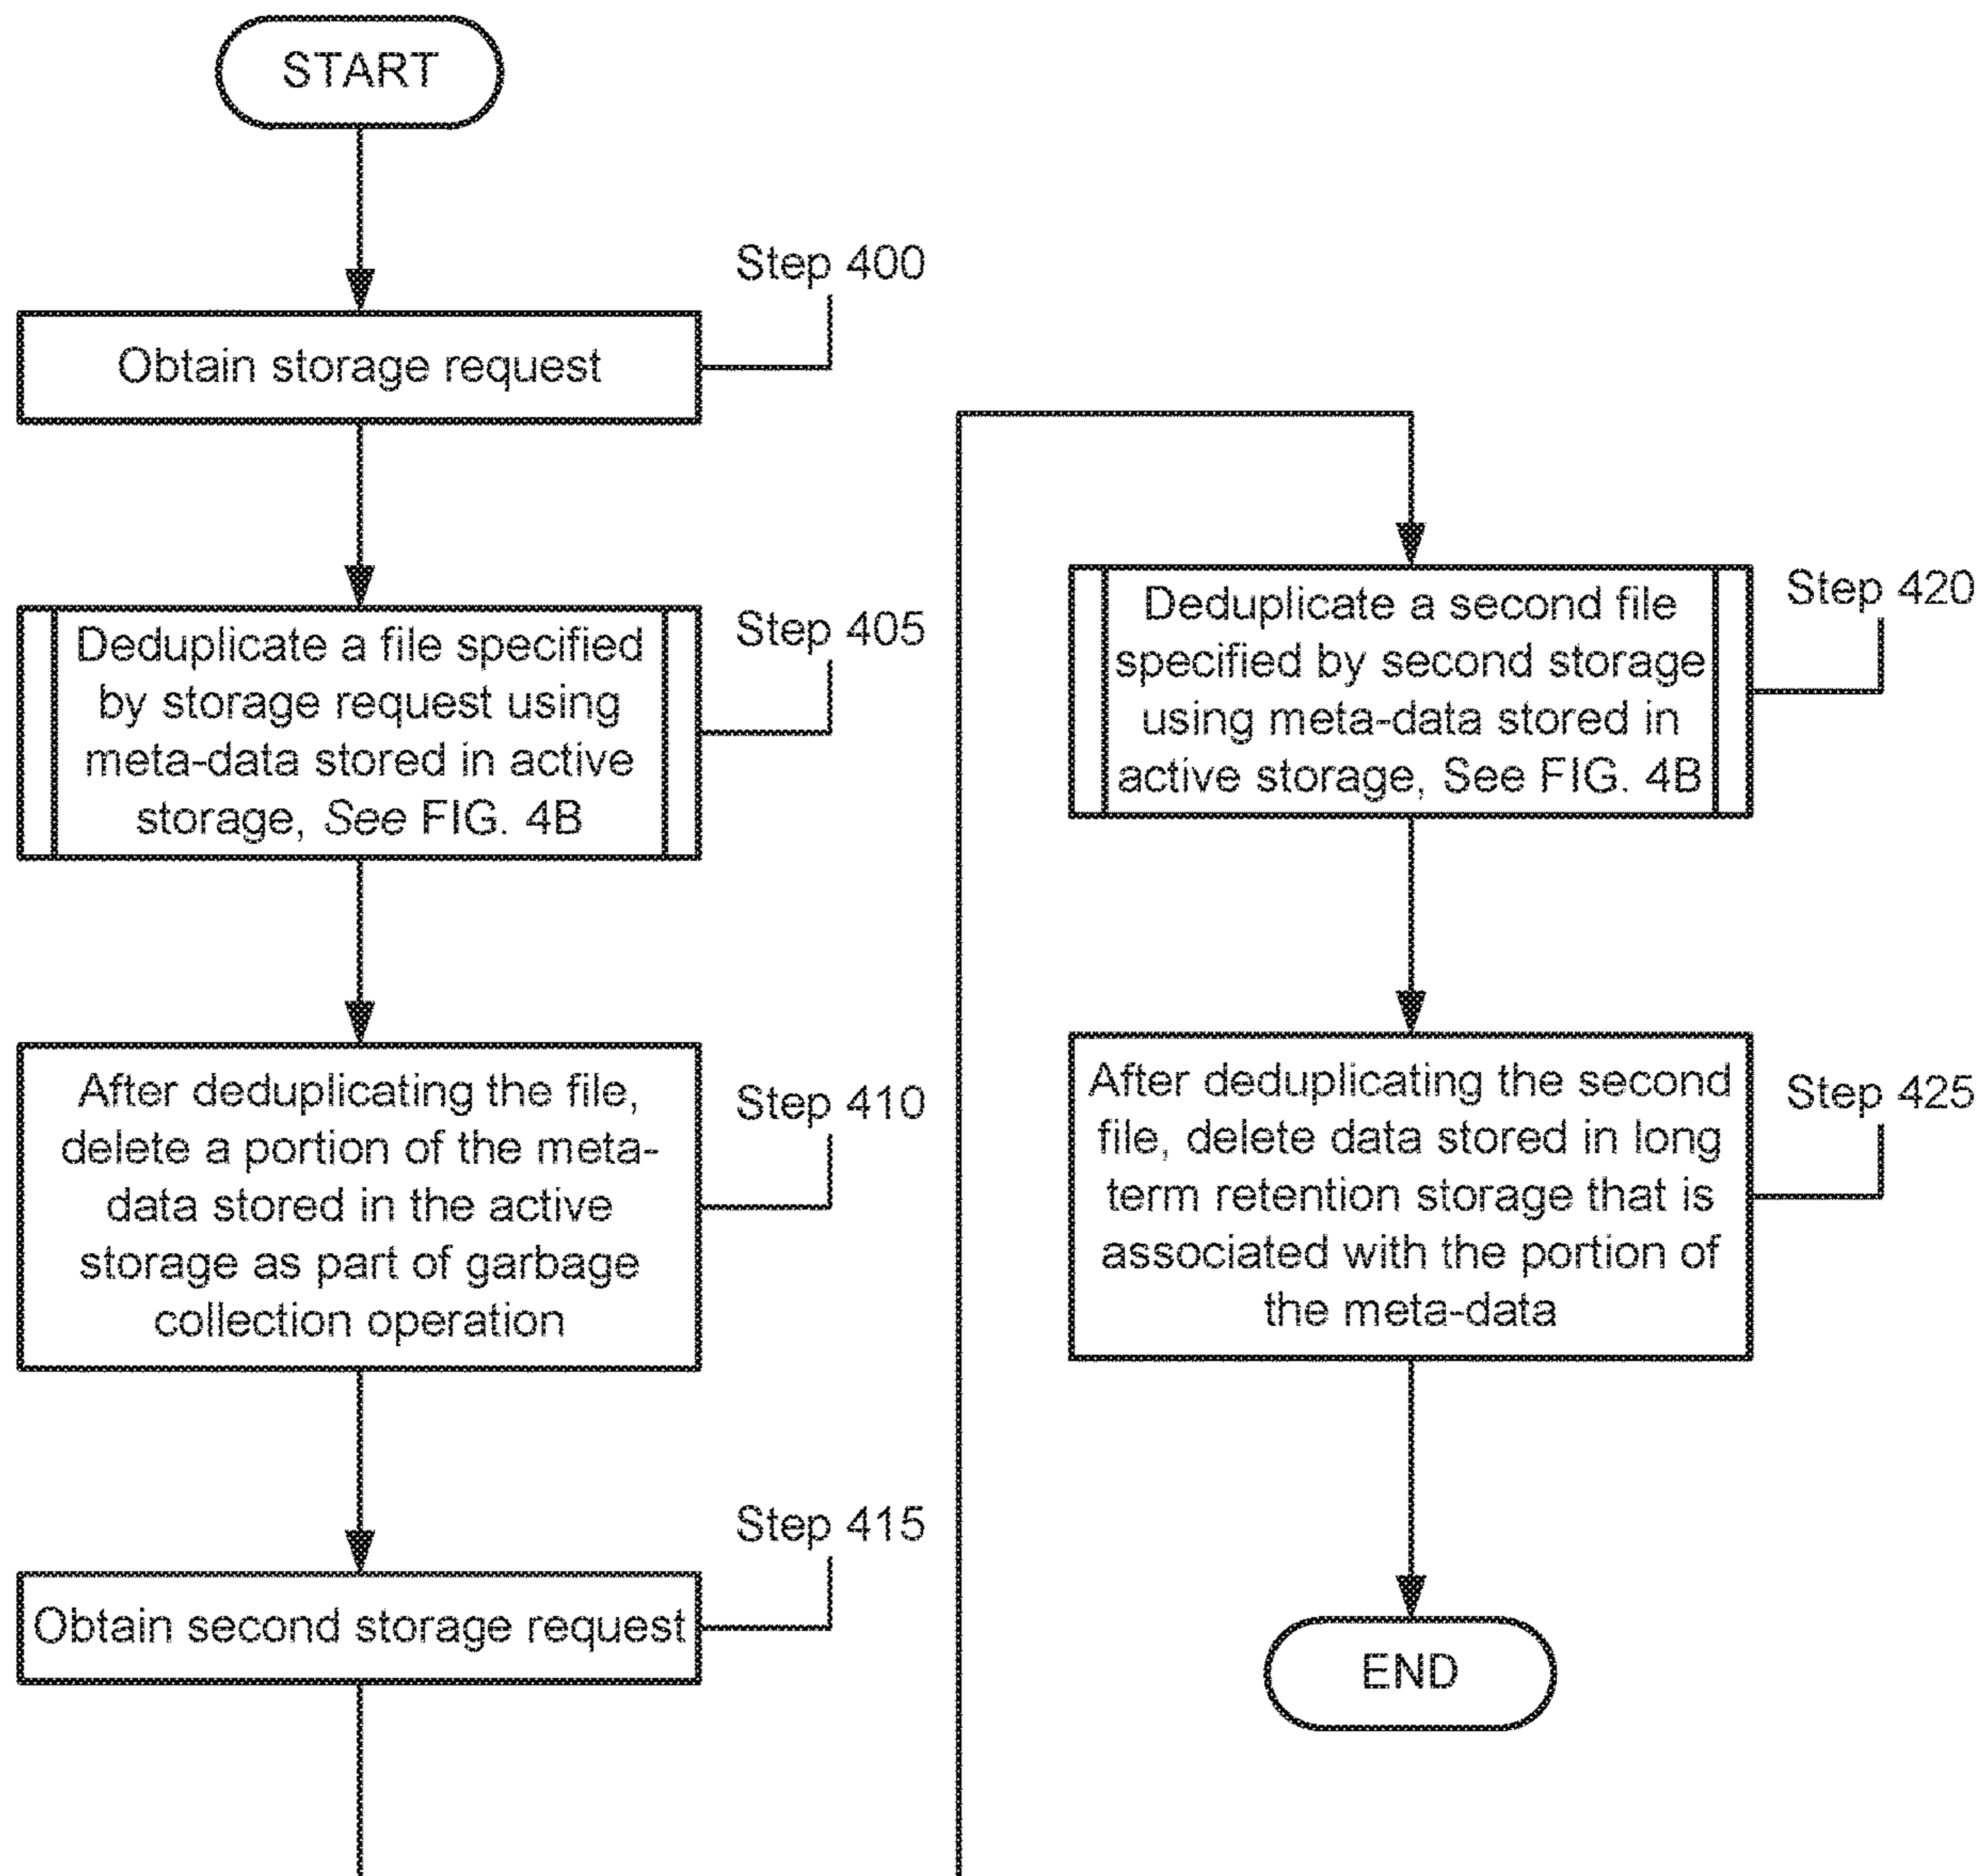 START
Step 400
Obtain storage request
Step 405
Deduplicate a file specified
by storage request using
meta-data stored in active
storage, See FIG. 4B
Step 410
After deduplicating the file,
delete a portion of the meta-
data stored in the active
storage as part of garbage
collection operation
Step 415
Obtain second storage request
Step 420
Deduplicate a second file
specified by second storage
using meta-data stored in
active storage, See FIG. 4B
Step 425
After deduplicating the second
file, delete data stored in long
term retention storage that is
associated with the portion of
the meta-data
END